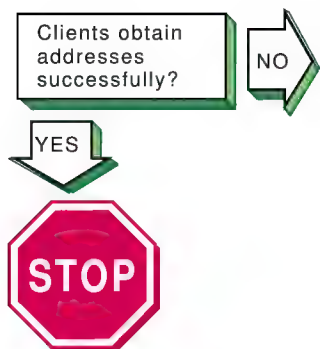 Clients obtain
addresses
successfully?
NO
YES
STOP